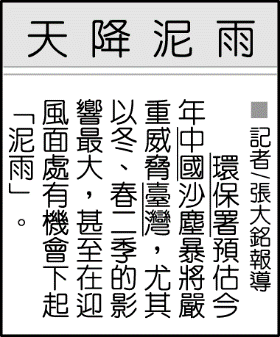 天降泥雨
■記者/張大銘報導
環保署預估今
年中國沙塵暴將嚴
重威脅臺灣，尤其
以冬、春二季的影
響最大，甚至在迎
風面處有機會下起
「泥雨」。